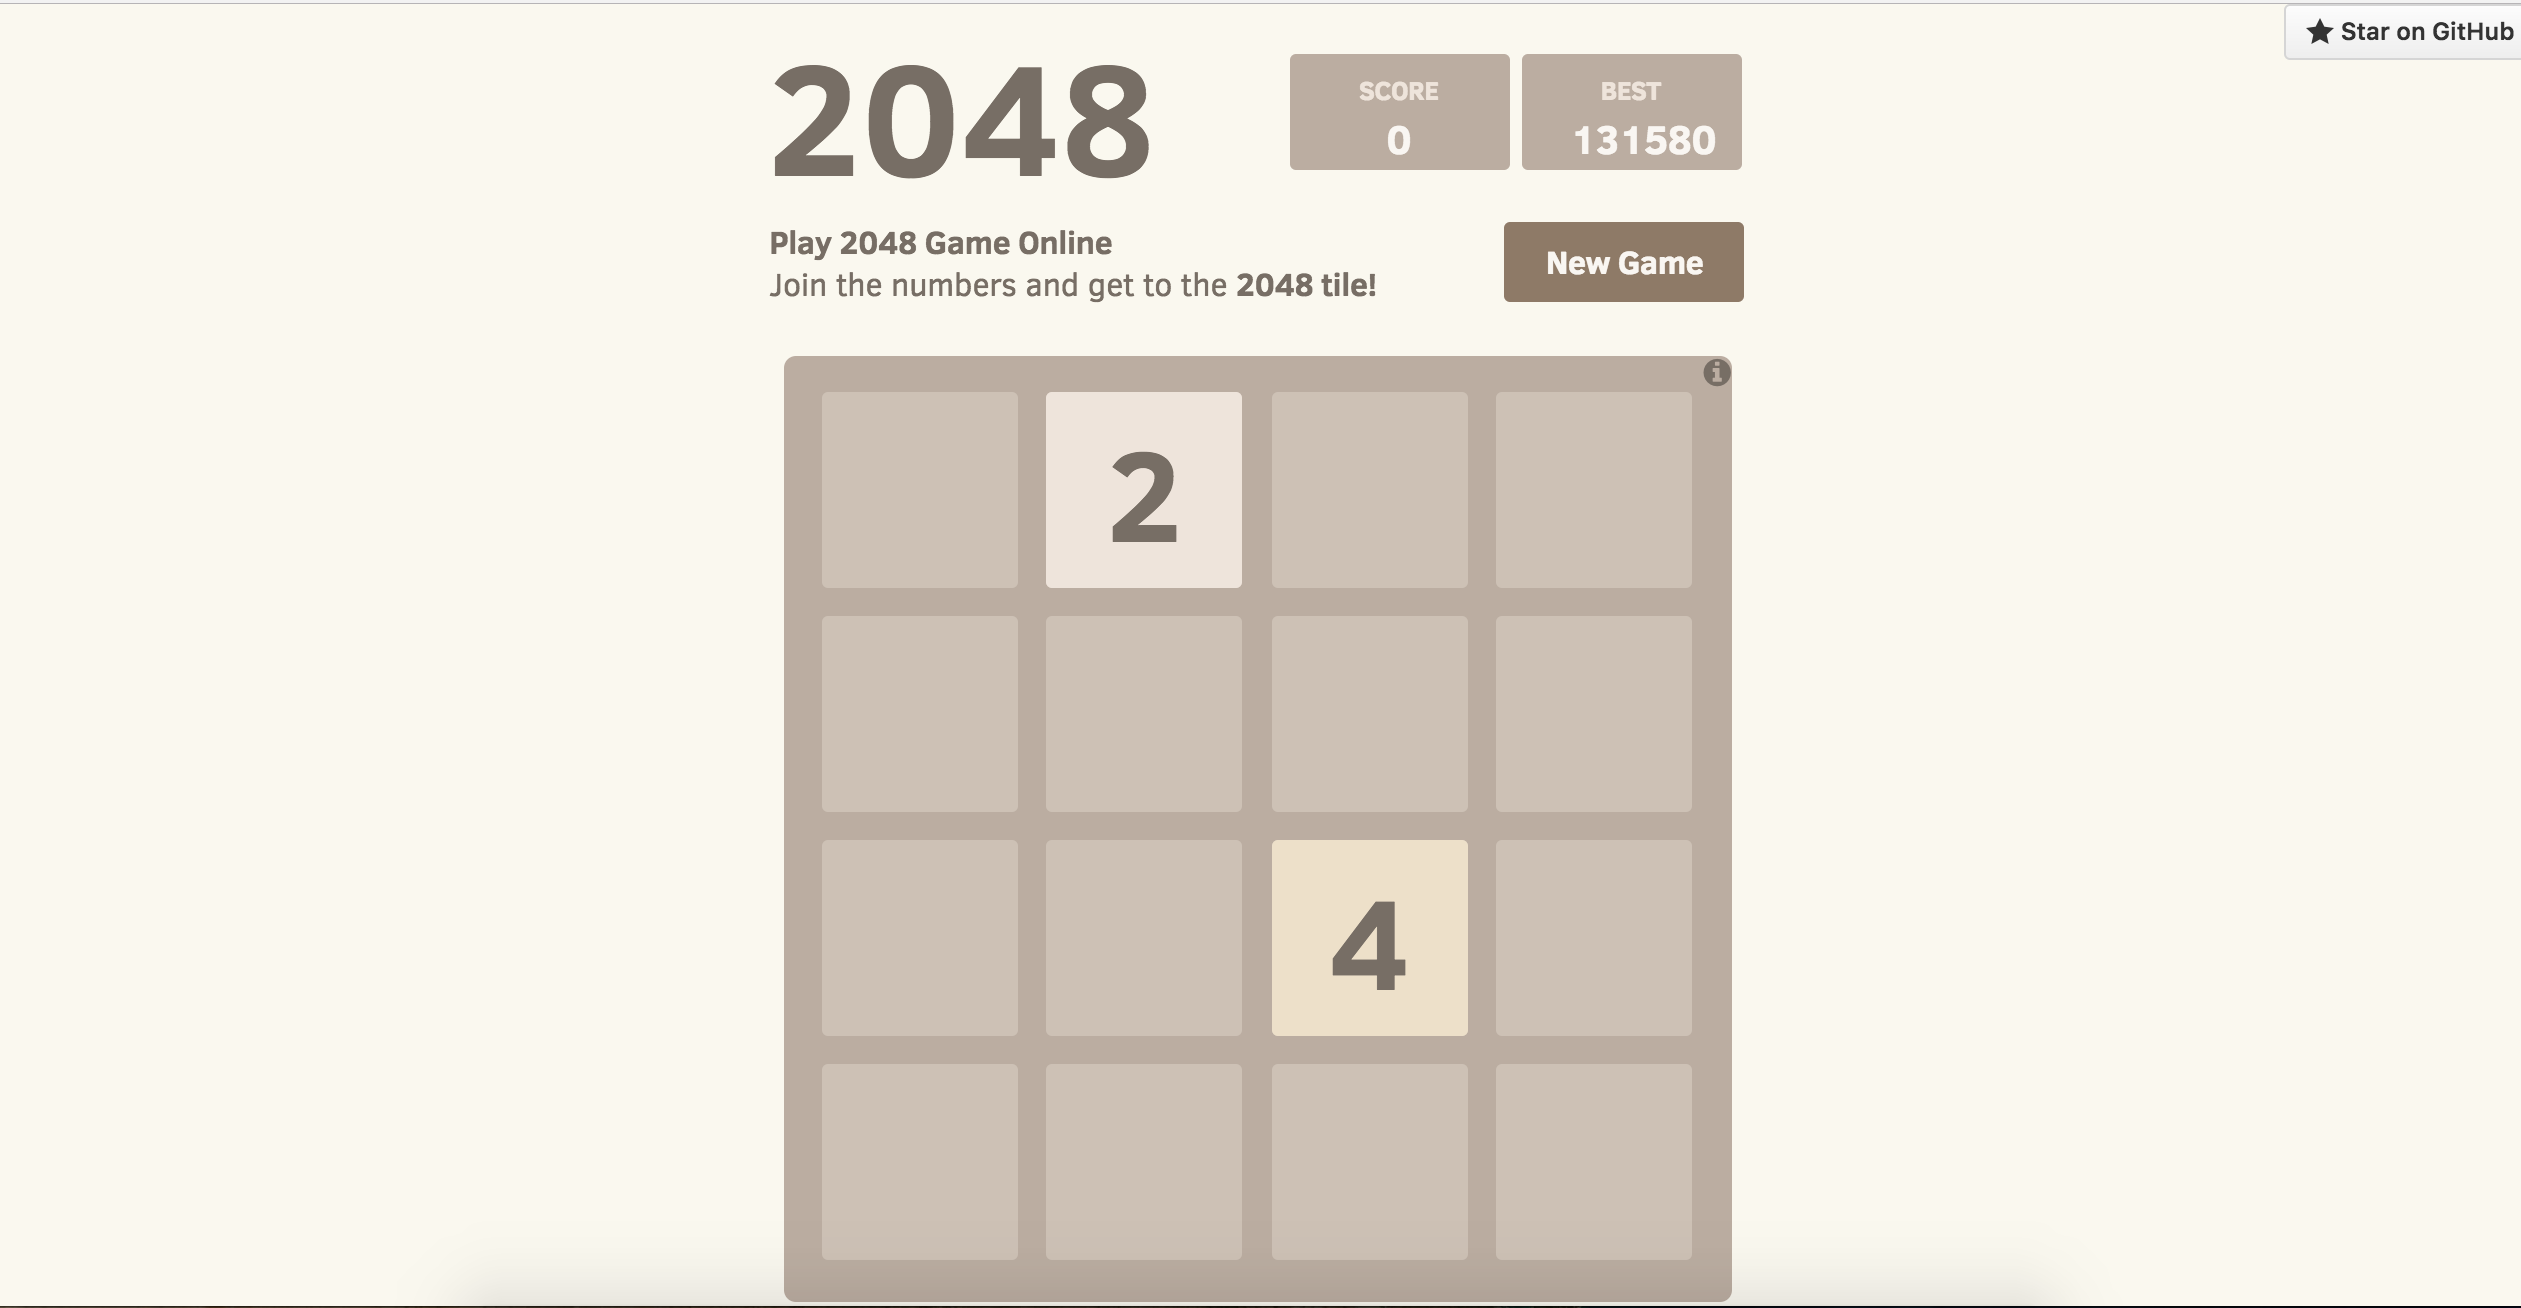 Star on GitHub
2048
SCORE
0
BEST
131580
Play 2048 Game Online
Join the numbers and get to the 2048 tile!
New Game
2
4